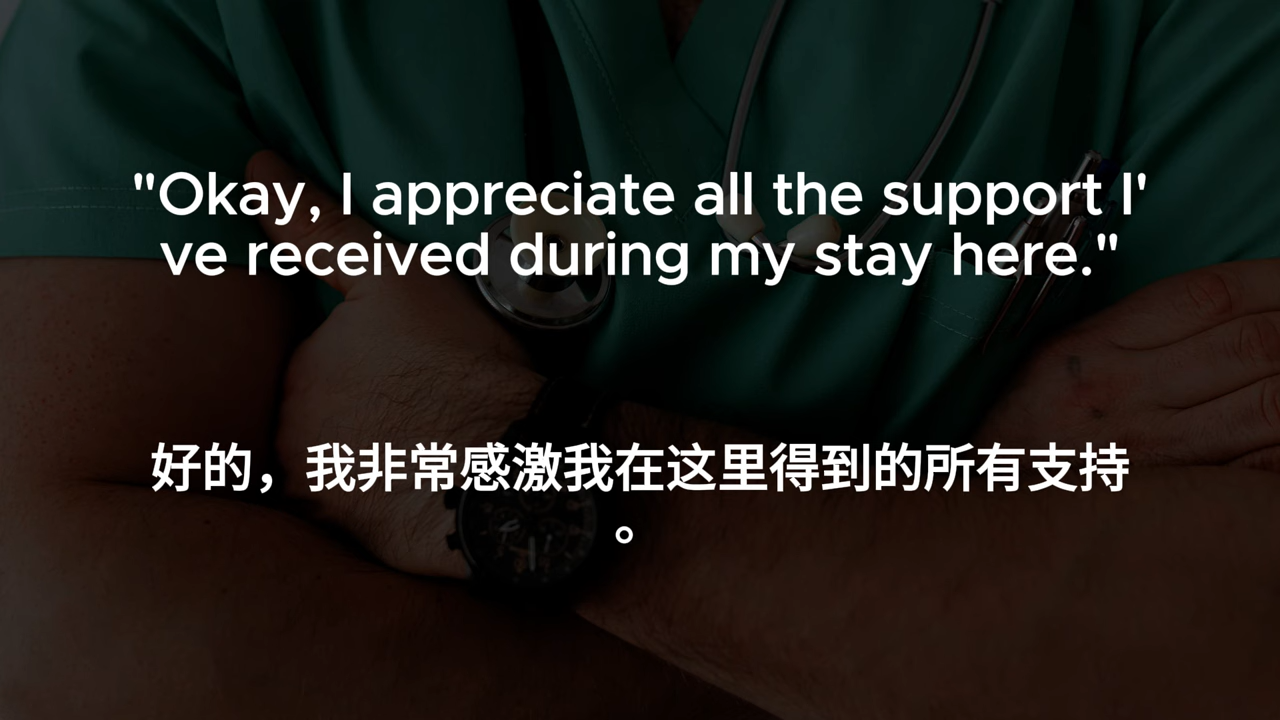 "Okay, I appreciate all the support I'
ve received during my stay here."
好的，我非常感激我在这里得到的所有支持
。